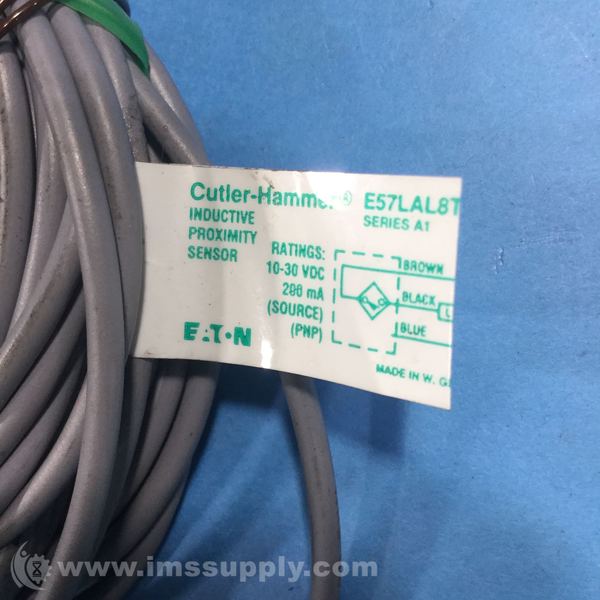 Cutler-Hammer® E57LAL8T
SERIES A1
INDUCTIVE
PROXIMITY
SENSOR
RATINGS:
10-30 VDC
200 mA
(SOURCE)
(PNP)
BROWN
BLACK
L
BLUE
EATON
MADE IN W. G
www.imssupply.com